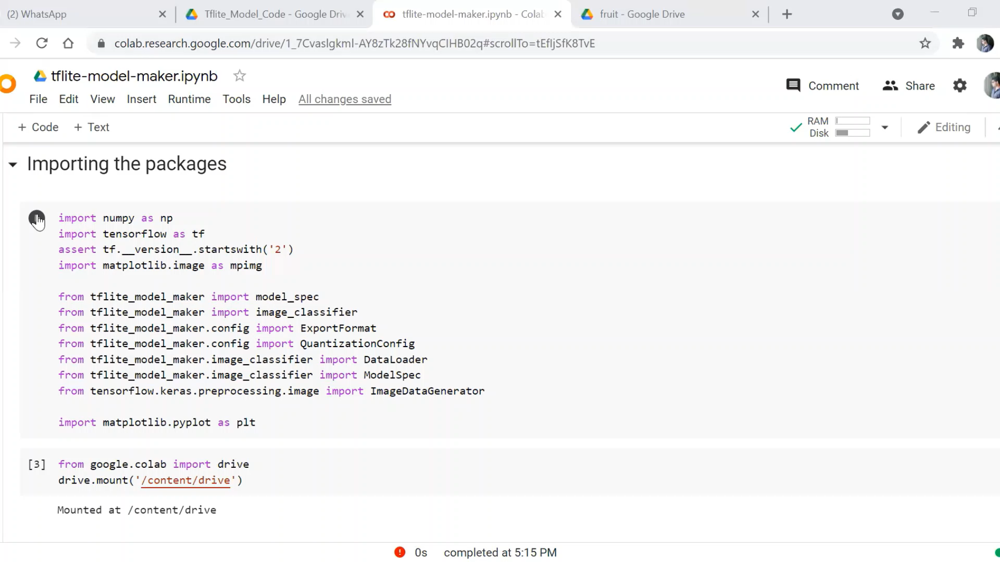 (2) WhatsApp
Tflite_Model_Code - Google Driv
tflite-model-maker.ipynb - Colab
fruit - Google Drive
colab.research.google.com/drive/1_7Cvaslgkml-AY8zTk28fNYvqCIHB02q#scrollTo=tEfIjSfK8TvE
tflite-model-maker.ipynb
Comment
Share
File Edit View Insert Runtime Tools Help All changes saved
+ Code + Text
RAM
Disk
Editing
Importing the packages
import numpy as np
import tensorflow as tf
assert tf.__version__.startswith('2')
import matplotlib.image as mpimg
from tflite_model_maker import model_spec
from tflite_model_maker import image_classifier
from tflite_model_maker.config import ExportFormat
from tflite_model_maker.config import QuantizationConfig
from tflite_model_maker.image_classifier import DataLoader
from tflite_model_maker.image_classifier import ModelSpec
from tensorflow.keras.preprocessing.image import ImageDataGenerator
import matplotlib.pyplot as plt
[3] from google.colab import drive
drive.mount('/content/drive')
Mounted at /content/drive
0s completed at 5:15 PM